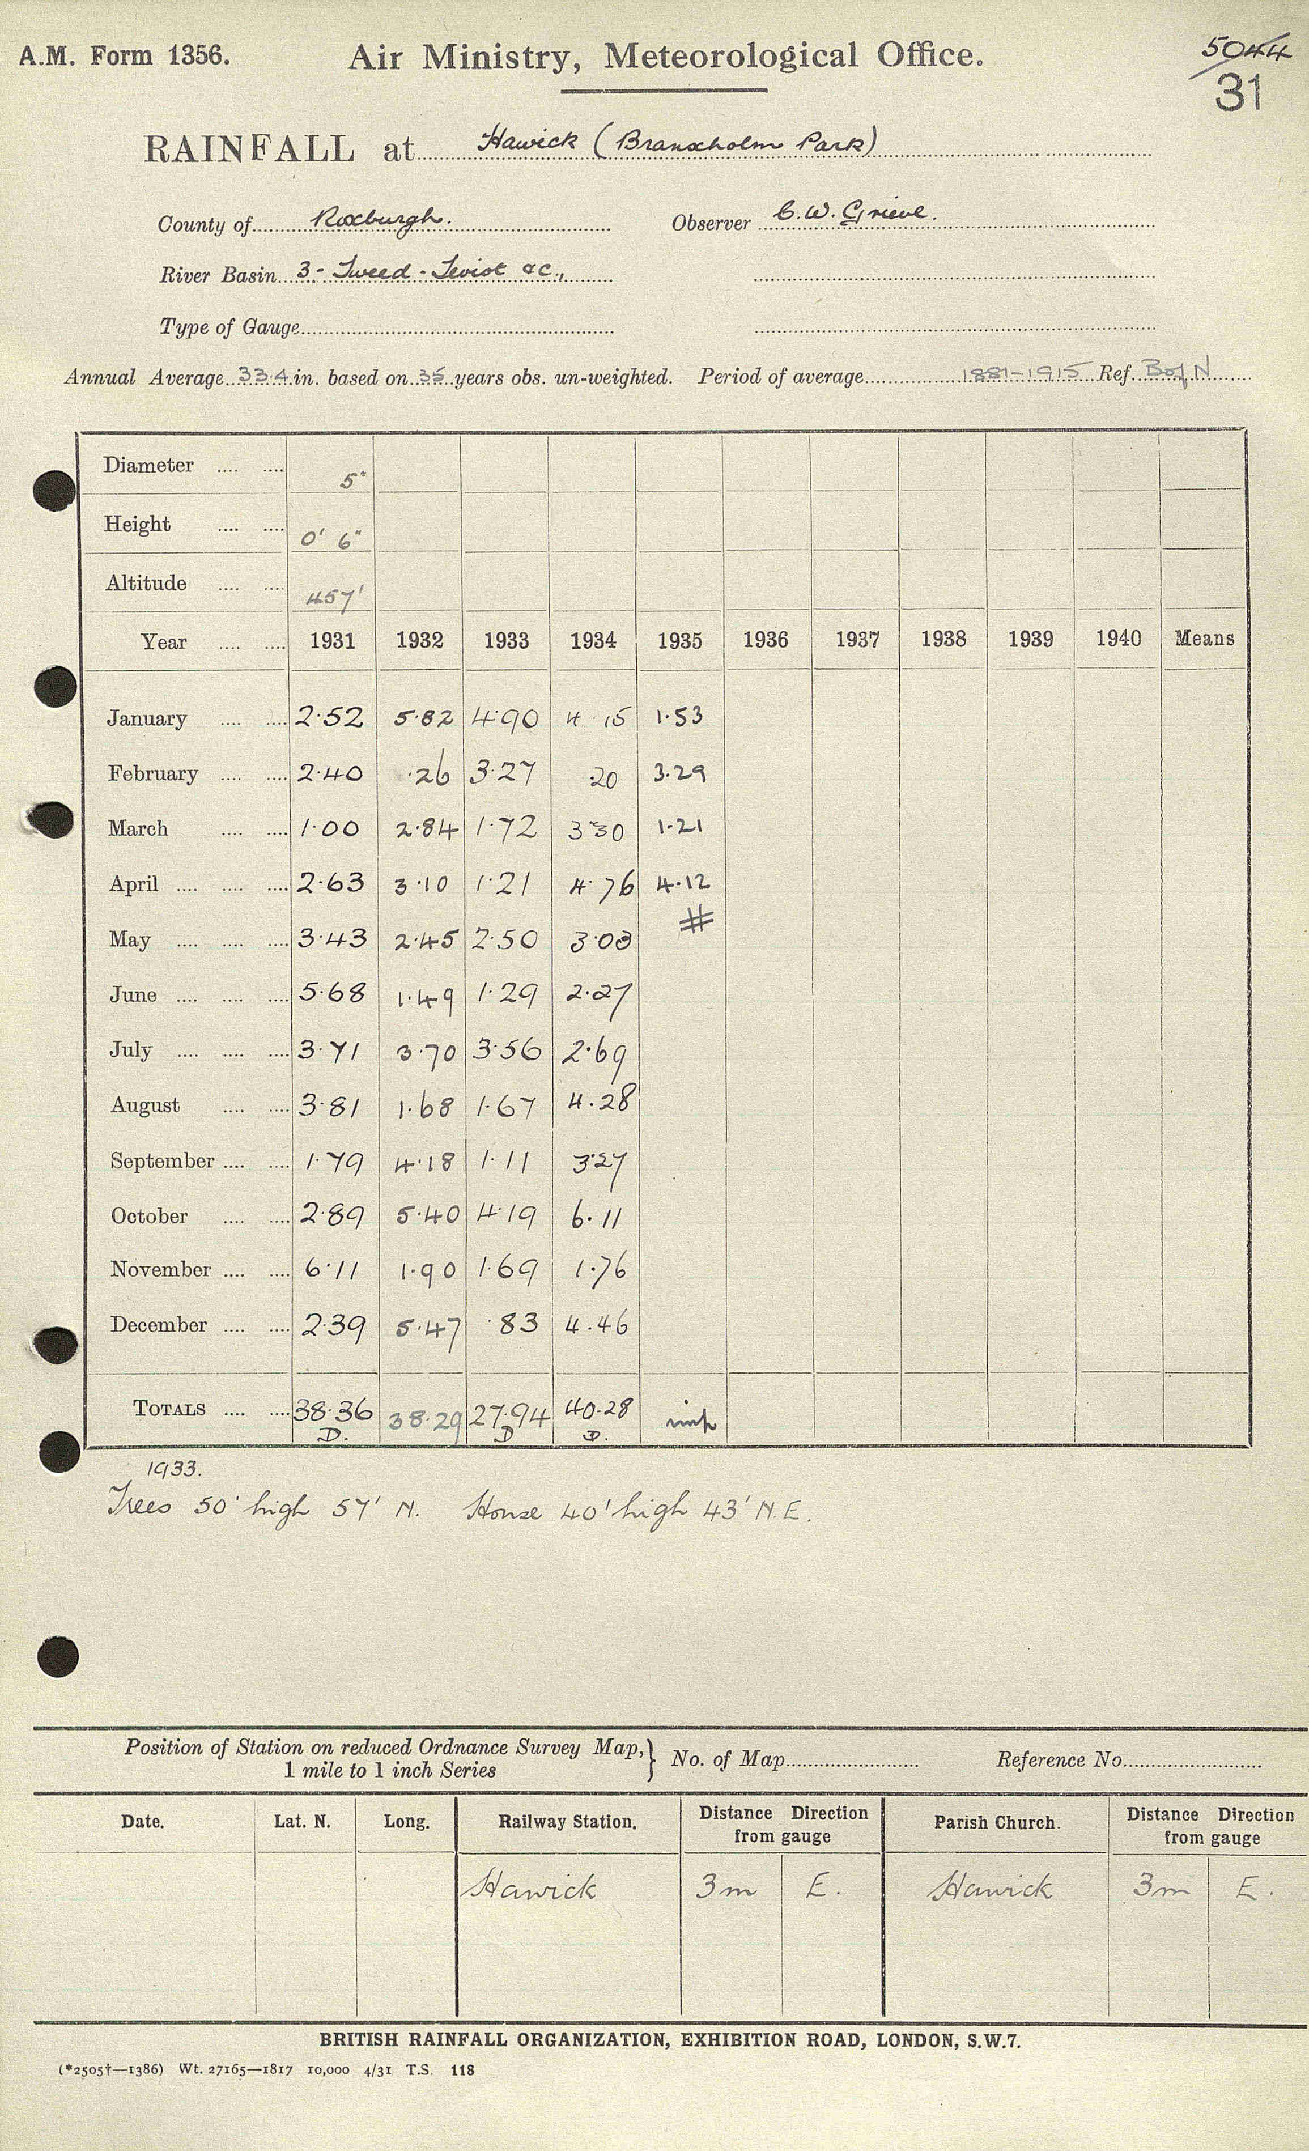 A.M. Form 1356. Air Ministry, Meteorological Office. 5044
31
RAINFALL at Hawick (Branxholm Park)
County of Roxburgh. Observer C.W. Grieve.
River Basin 3 - Tweed - Teviot &c.,
Type of Gauge
Annual Average 33.4 in. based on 35 years obs. un-weighted. Period of average 1881-1915 Ref. B of N
Diameter 5"
Height 0' 6"
Altitude 457'
Year 1931 1932 1933 1934 1935 1936 1937 1938 1939 1940 Means
January 2.52 5.82 4.90 4 15 1.53
February 2.40 .26 3.27 .20 3.29
March 1.00 2.84 1.72 3.30 1.21
April 2.63 3.10 1.21 4.76 4.12
May 3.43 2.45 2.50 3.03 #
June 5.68 1.49 1.29 2.27
July 3.71 3.70 3.56 2.69
August 3.81 1.68 1.67 4.28
September 1.79 4.18 1.11 3.27
October 2.89 5.40 4.19 6.11
November 6.11 1.90 1.69 1.76
December 2.39 5.47 .83 4.46
TOTALS 38.36 38.29 27.94 40.28 imp
D. D D.
1933.
Trees 50' high 57' N. House 40' high 43' N.E.
Position of Station on reduced Ordnance Survey Map, } No. of Map Reference No.
1 mile to 1 inch Series
Date. Lat. N. Long. Railway Station. Distance Direction from gauge Parish Church. Distance Direction from gauge
Hawick 3m E. Hawick 3m E.
BRITISH RAINFALL ORGANIZATION, EXHIBITION ROAD, LONDON, S.W.7.
(*2505†—1386) Wt. 27165—1817 10,000 4/31 T.S. 118